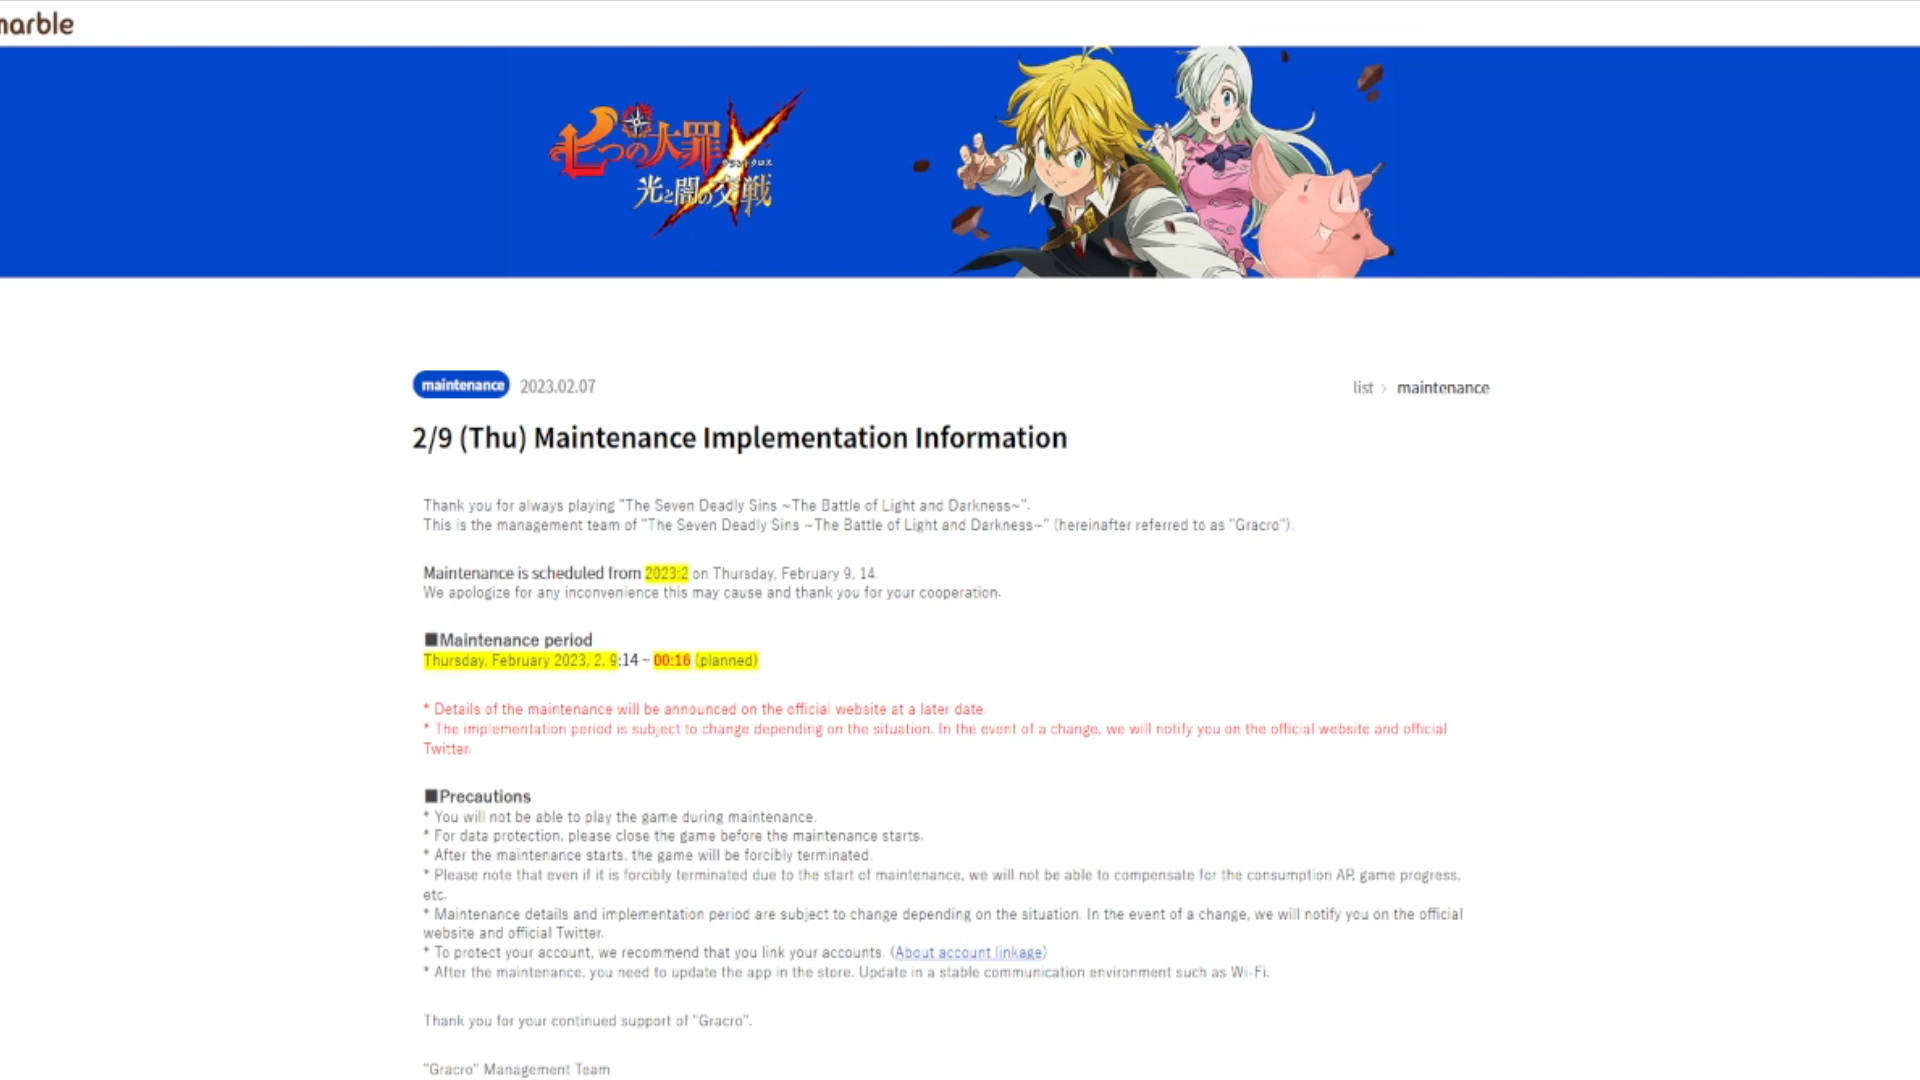 marble
七つの大罪
グランドクロス
光と闇の交戦
maintenance 2023.02.07
list > maintenance
2/9 (Thu) Maintenance Implementation Information
Thank you for always playing "The Seven Deadly Sins ~The Battle of Light and Darkness~".
This is the management team of "The Seven Deadly Sins ~The Battle of Light and Darkness~" (hereinafter referred to as "Gracro").
Maintenance is scheduled from 2023:2 on Thursday, February 9, 14.
We apologize for any inconvenience this may cause and thank you for your cooperation.
■Maintenance period
Thursday, February 2023, 2, 9:14 ~ 00:16 (planned)
* Details of the maintenance will be announced on the official website at a later date.
* The implementation period is subject to change depending on the situation. In the event of a change, we will notify you on the official website and official
Twitter.
■Precautions
* You will not be able to play the game during maintenance.
* For data protection, please close the game before the maintenance starts.
* After the maintenance starts, the game will be forcibly terminated.
* Please note that even if it is forcibly terminated due to the start of maintenance, we will not be able to compensate for the consumption AP, game progress,
etc.
* Maintenance details and implementation period are subject to change depending on the situation. In the event of a change, we will notify you on the official
website and official Twitter.
* To protect your account, we recommend that you link your accounts. (About account linkage)
* After the maintenance, you need to update the app in the store. Update in a stable communication environment such as Wi-Fi.
Thank you for your continued support of "Gracro".
"Gracro" Management Team